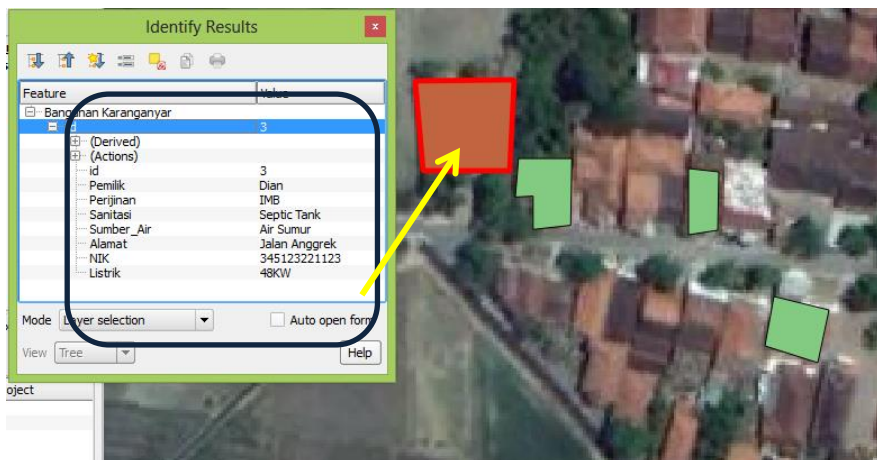 Identify Results
x
Feature Value
Bangunan Karanganyar
id 3
(Derived)
(Actions)
id 3
Pemilik Dian
Perijinan IMB
Sanitasi Septic Tank
Sumber_Air Air Sumur
Alamat Jalan Anggrek
NIK 345123221123
Listrik 48KW
Mode Layer selection Auto open form
View Tree Help
oject